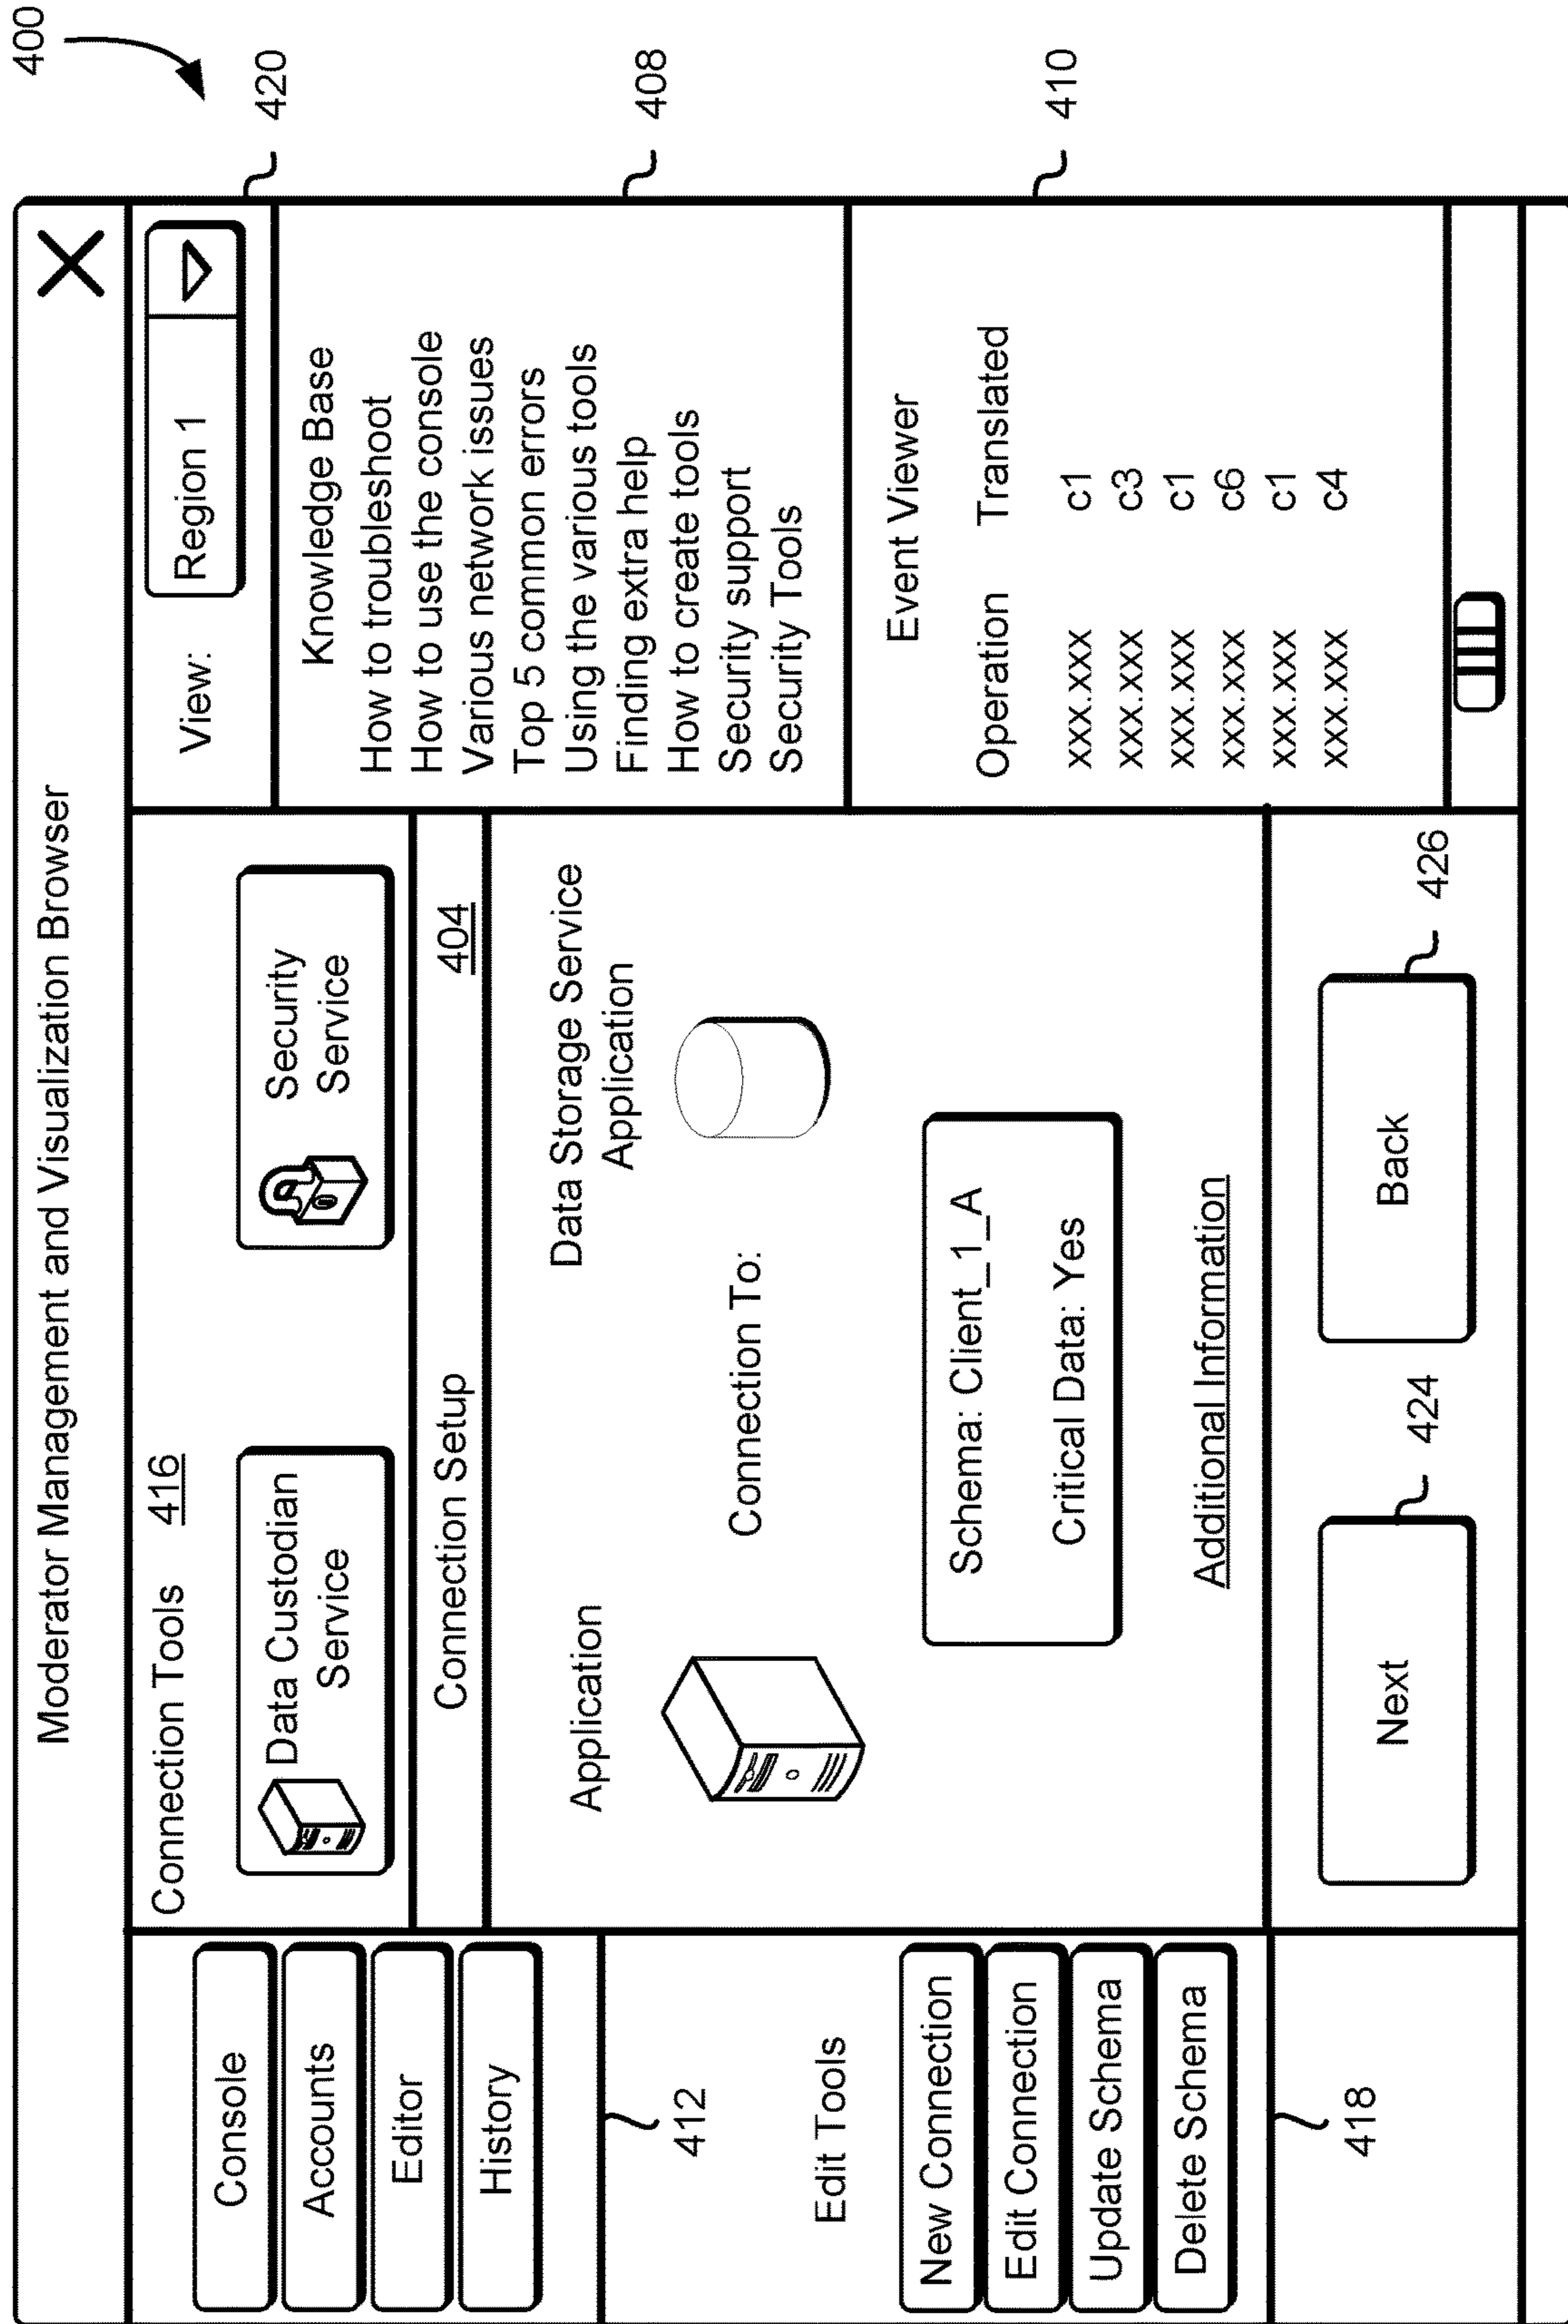 400
Moderator Management and Visualization Browser
Console
Accounts
Editor
History
412
Edit Tools
New Connection
Edit Connection
Update Schema
Delete Schema
418
Connection Tools 416
Data Custodian
Service
Security
Service
Connection Setup 404
Application
Data Storage Service
Application
Connection To:
Schema: Client_1_A
Critical Data: Yes
Additional Information
Next
424
Back
426
View:
Region 1
420
Knowledge Base
How to troubleshoot
How to use the console
Various network issues
Top 5 common errors
Using the various tools
Finding extra help
How to create tools
Security support
Security Tools
408
Event Viewer
Operation Translated
xxx.xxx c1
xxx.xxx c3
xxx.xxx c1
xxx.xxx c6
xxx.xxx c1
xxx.xxx c4
410